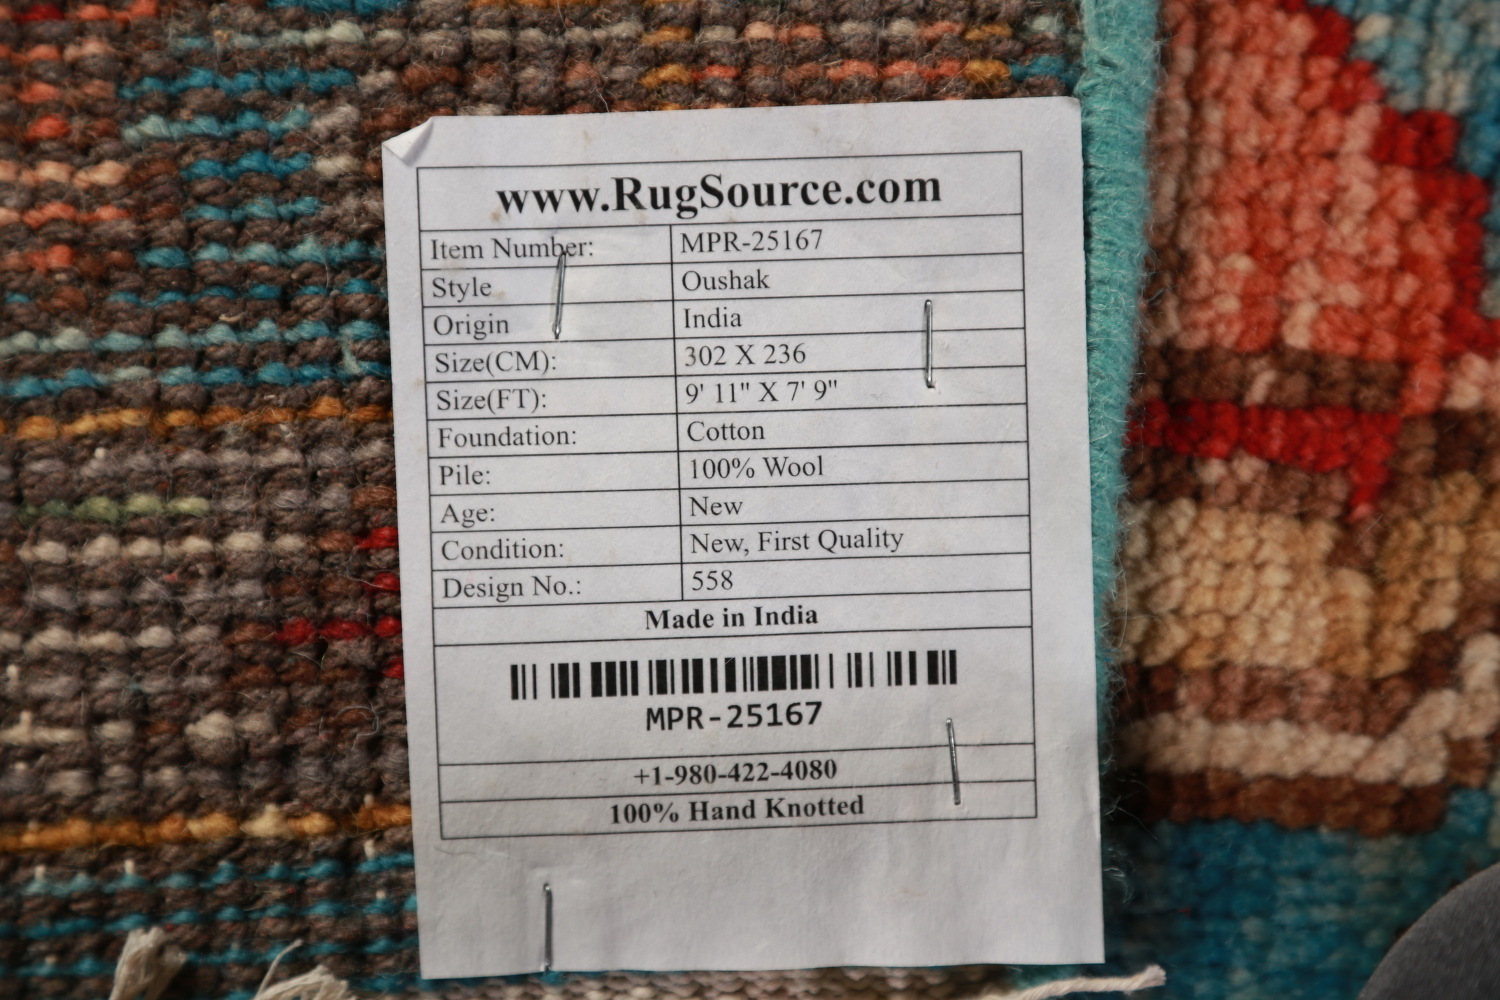 www.RugSource.com
Item Number: MPR-25167
Style Oushak
Origin India
Size(CM): 302 X 236
Size(FT): 9' 11" X 7' 9"
Foundation: Cotton
Pile: 100% Wool
Age: New
Condition: New, First Quality
Design No.: 558
Made in India
MPR-25167
+1-980-422-4080
100% Hand Knotted